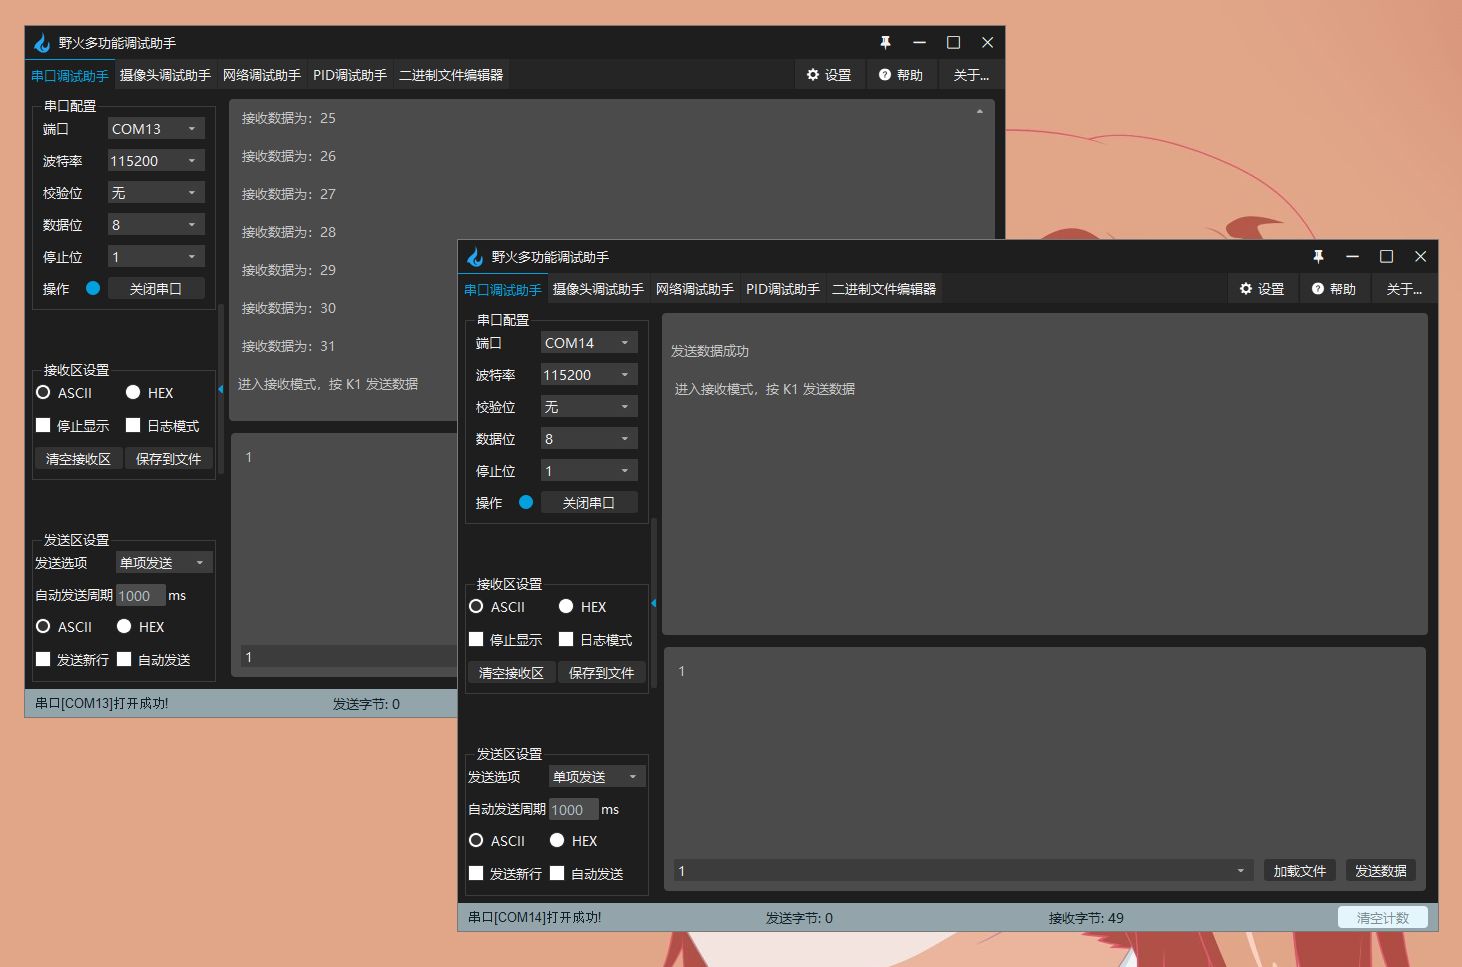 野火多功能调试助手
串口调试助手 摄像头调试助手 网络调试助手 PID调试助手 二进制文件编辑器 设置 帮助 关于...
串口配置
端口 COM13
波特率 115200
校验位 无
数据位 8
停止位 1
操作 关闭串口
接收区设置
ASCII HEX
停止显示 日志模式
清空接收区 保存到文件
发送区设置
发送选项 单项发送
自动发送周期 1000 ms
ASCII HEX
发送新行 自动发送
接收数据为：25
接收数据为：26
接收数据为：27
接收数据为：28
接收数据为：29
接收数据为：30
接收数据为：31
进入接收模式，按 K1 发送数据
1
1
串口[COM13]打开成功! 发送字节: 0
野火多功能调试助手
串口调试助手 摄像头调试助手 网络调试助手 PID调试助手 二进制文件编辑器 设置 帮助 关于...
串口配置
端口 COM14
波特率 115200
校验位 无
数据位 8
停止位 1
操作 关闭串口
接收区设置
ASCII HEX
停止显示 日志模式
清空接收区 保存到文件
发送区设置
发送选项 单项发送
自动发送周期 1000 ms
ASCII HEX
发送新行 自动发送
发送数据成功
进入接收模式，按 K1 发送数据
1
1 加载文件 发送数据
串口[COM14]打开成功! 发送字节: 0 接收字节: 49 清空计数